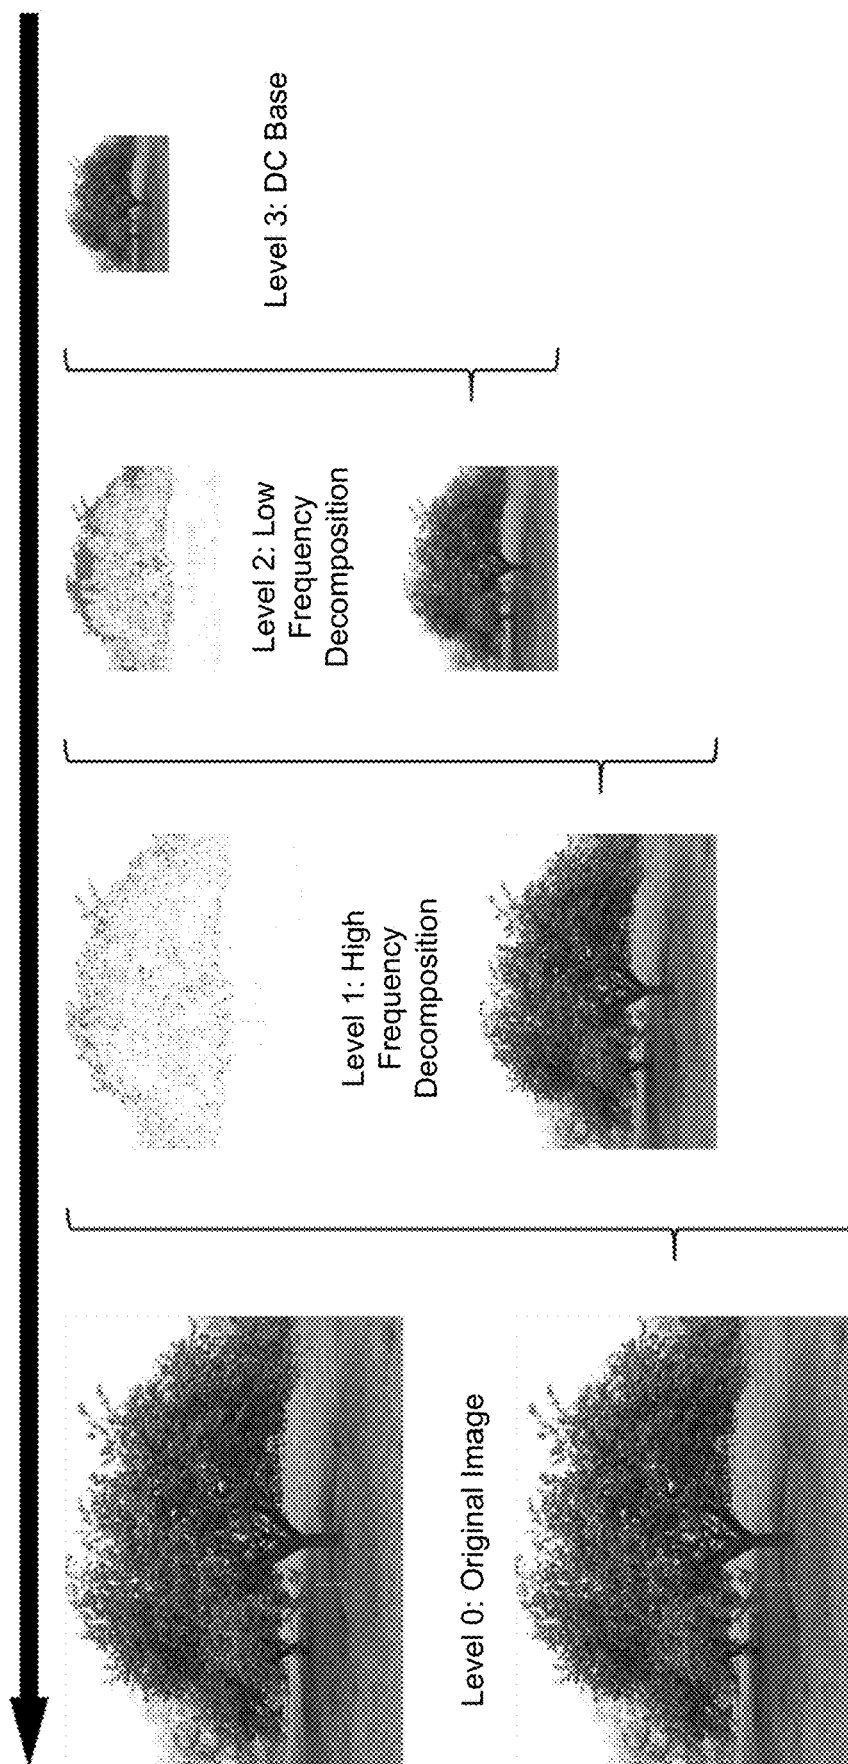 Level 0: Original Image
Level 1: High
Frequency
Decomposition
Level 2: Low
Frequency
Decomposition
Level 3: DC Base